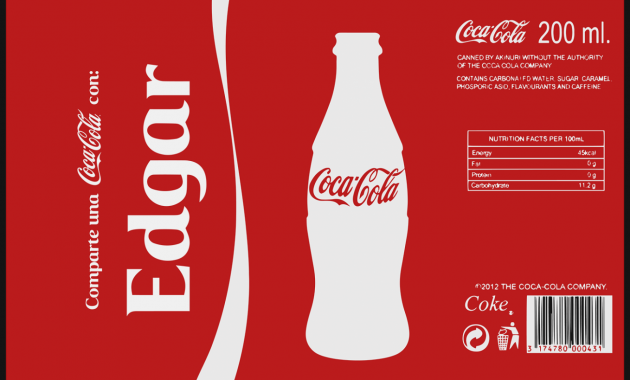 Comparte una Coca-Cola con:
Edgar
Coca-Cola
Coca-Cola 200 ml.
CANNED BY AKINURI WITHOUT THE AUTHORITY
OF THE COCA COLA COMPANY
CONTAINS CARBONATED WATER, SUGAR, CARAMEL,
PHOSPORIC ASID, FLAVOURANTS AND CAFFEINE.
NUTRITION FACTS PER 100mL
Energy 45kcal
Fat 0 g
Protein 0 g
Carbohydrate 11.2 g
©2012 THE COCA-COLA COMPANY.
Coke®
3 174780 000431